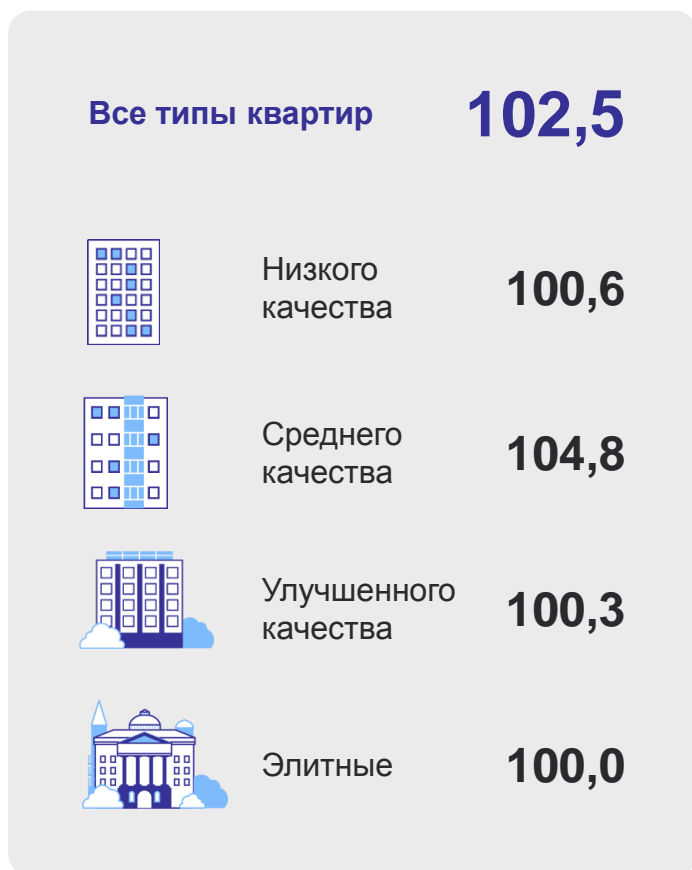 Все типы квартир 102,5
Низкого
качества 100,6
Среднего
качества 104,8
Улучшенного
качества 100,3
Элитные 100,0